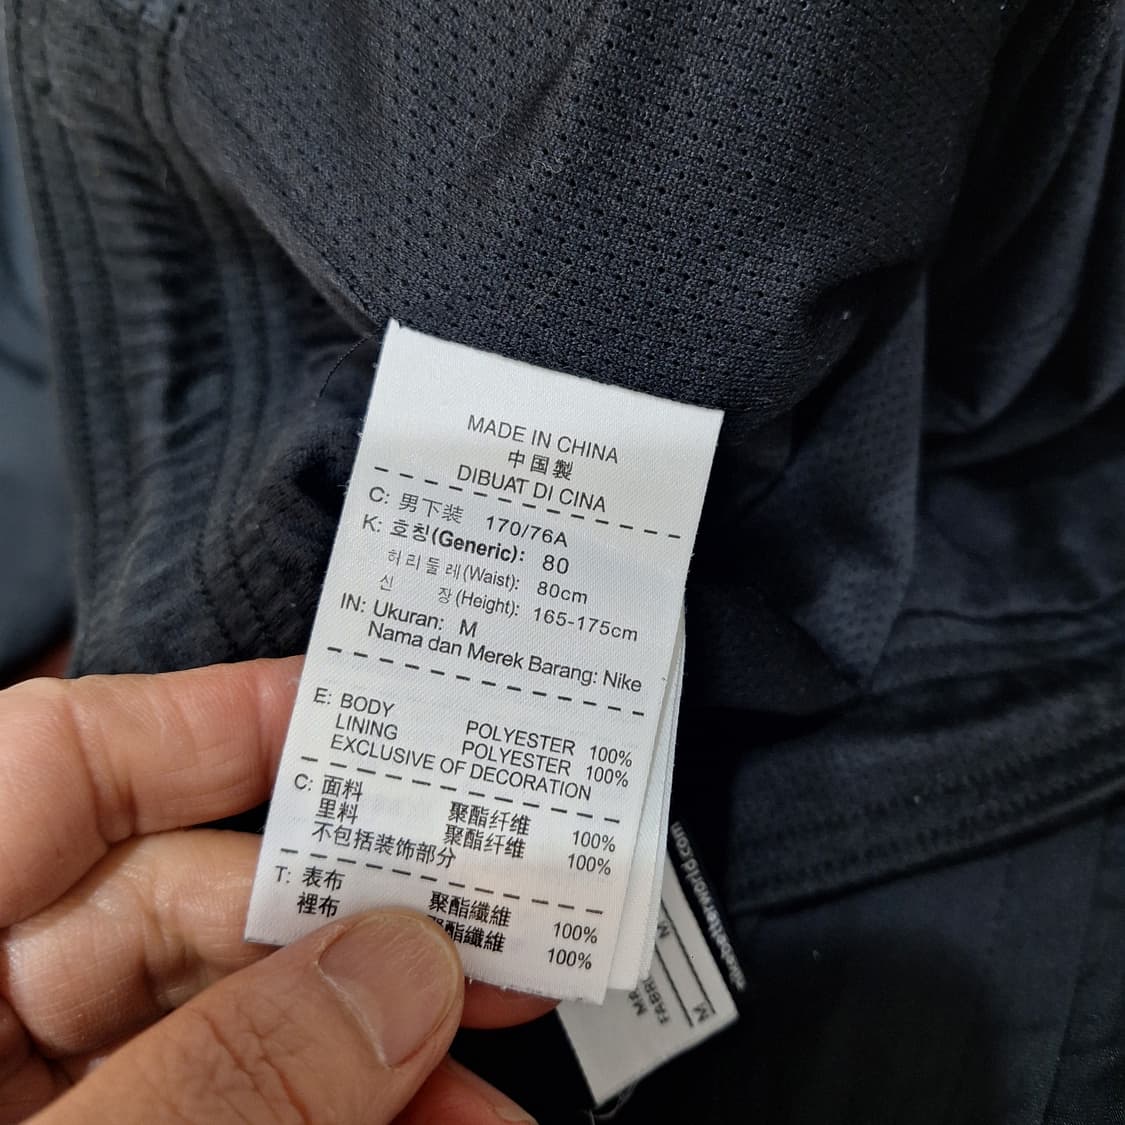 MADE IN CHINA
中国製
DIBUAT DI CINA
C: 男下装 170/76A
K: 호칭(Generic): 80
허리둘레(Waist): 80cm
신 장(Height): 165-175cm
IN: Ukuran: M
Nama dan Merek Barang: Nike
E: BODY POLYESTER 100%
LINING POLYESTER 100%
EXCLUSIVE OF DECORATION
C: 面料 聚酯纤维 100%
里料 聚酯纤维 100%
不包括装饰部分
T: 表布 聚酯纖維 100%
裡布 聚酯纖維 100%
nikebetterworld.com
M